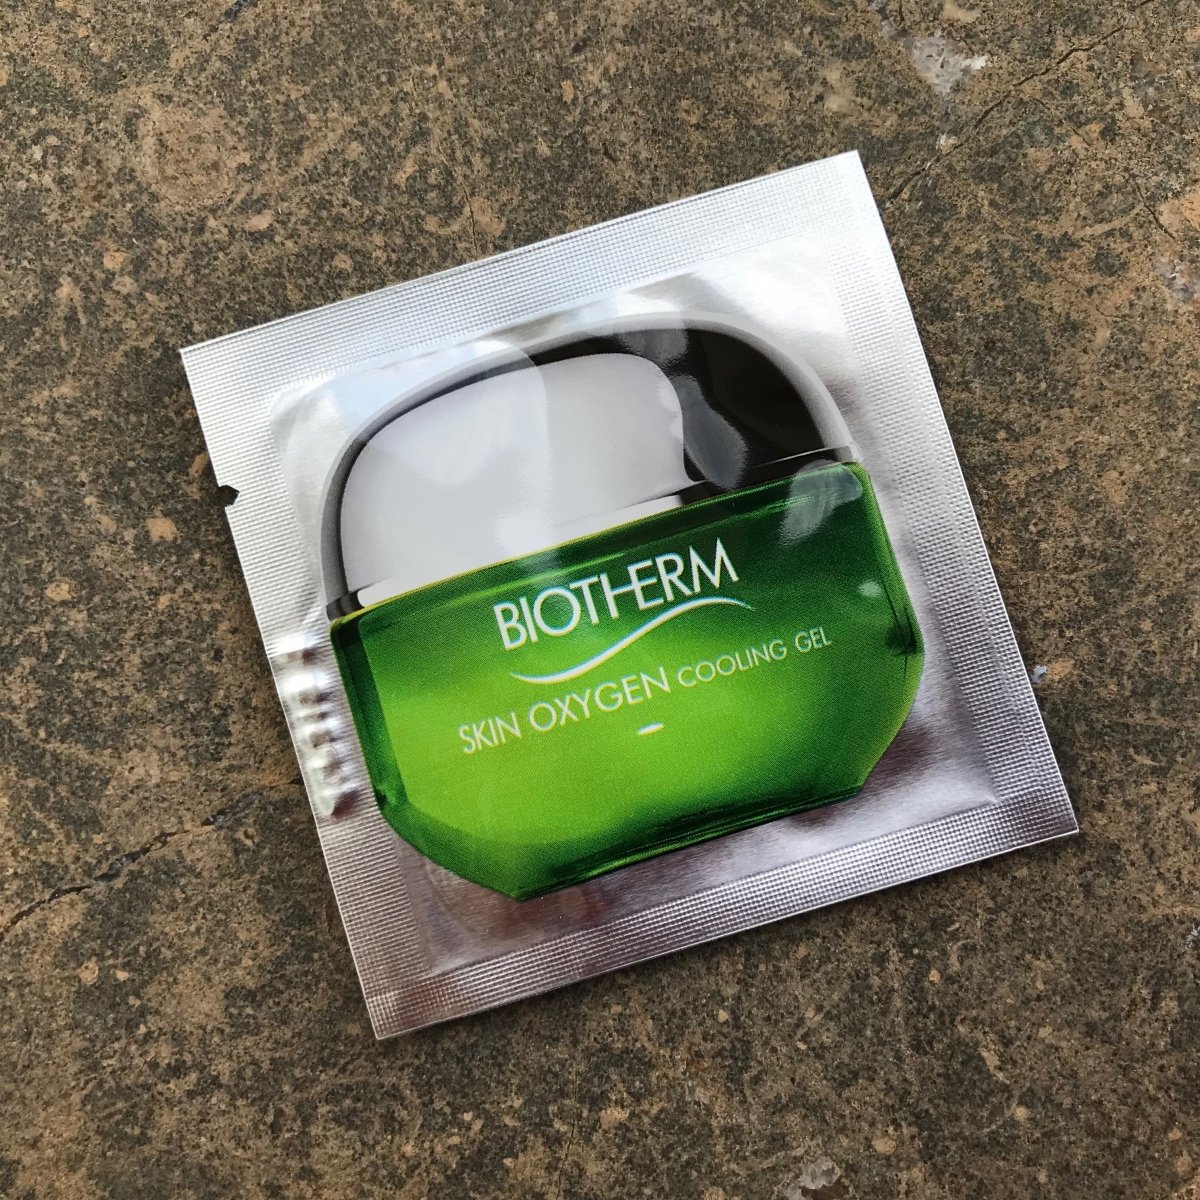 BIOTHERM
SKIN OXYGEN COOLING GEL